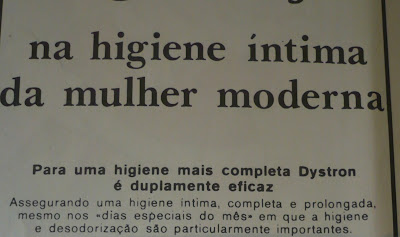 na higiene íntima
da mulher moderna
Para uma higiene mais completa Dystron
é duplamente eficaz
Assegurando uma higiene íntima, completa e prolongada,
mesmo nos «dias especiais do mês» em que a higiene
e desodorização são particularmente importantes.